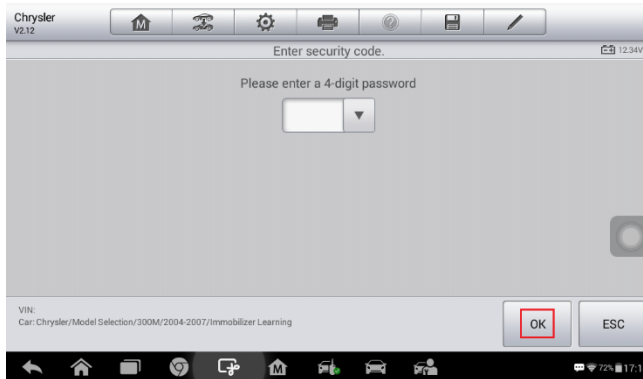 Chrysler
V2.12
Enter security code.
12.34V
Please enter a 4-digit password
VIN:
Car: Chrysler/Model Selection/300M/2004-2007/Immobilizer Learning
OK
ESC
72%